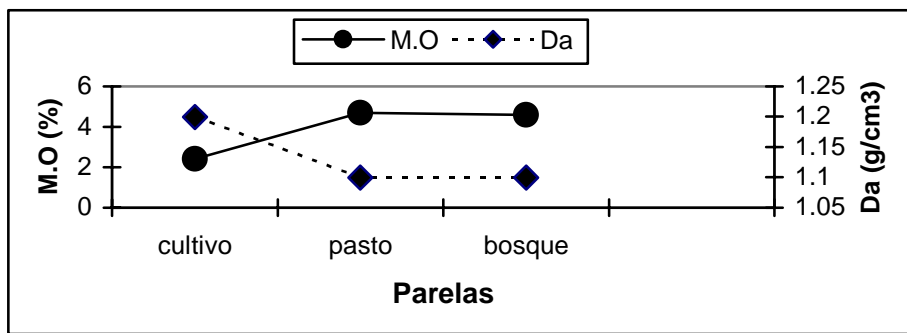 M.O Da
M.O (%)
6
4
2
0
1.25
1.2
1.15
1.1
1.05
Da (g/cm3)
cultivo pasto bosque
Parelas